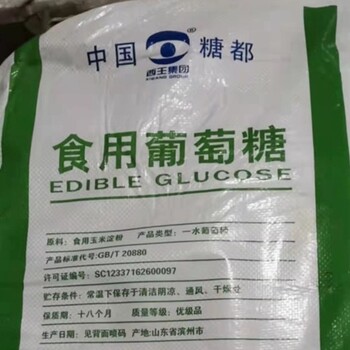 中国 糖都
®
西王集团
XIWANG GROUP
食用葡萄糖
EDIBLE GLUCOSE
原料：食用玉米淀粉 产品类型：一水葡萄糖
产品标准代号:GB/T 20880
许可证编号：SC12337162600097
贮存条件：常温下保存于清洁阴凉、通风、干燥处
保质期：十八个月 质量等级：优级品
生产日期：见背面喷码 产地:山东省滨州市